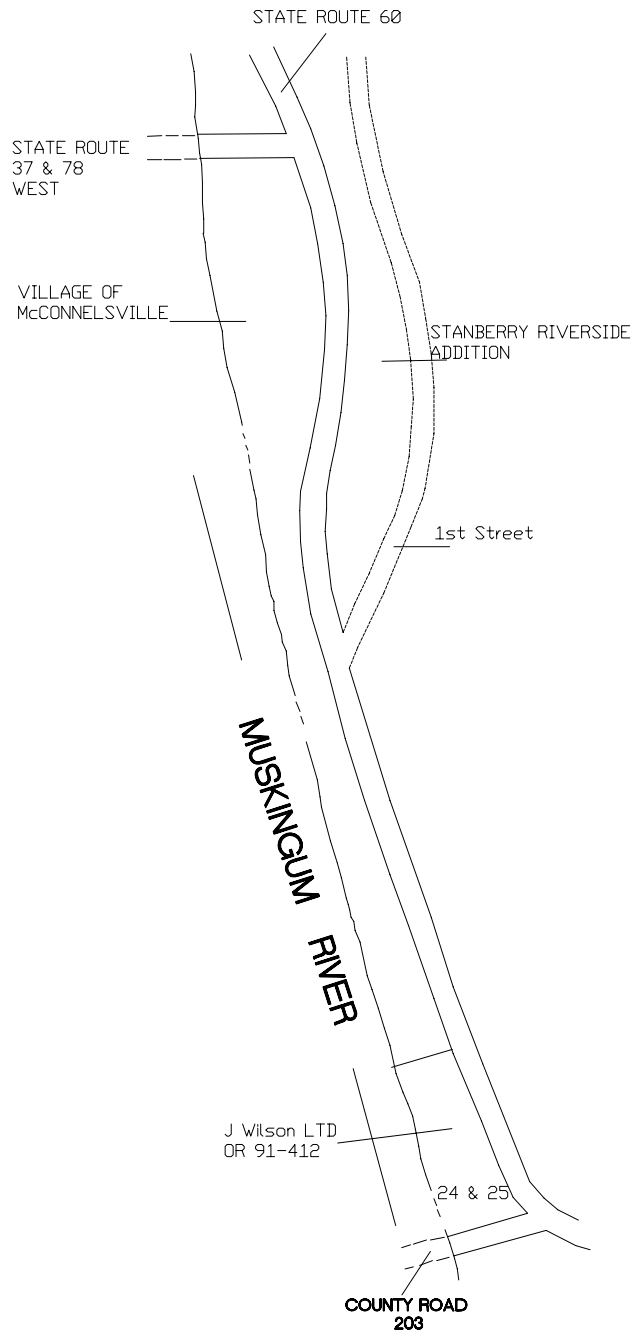 STATE ROUTE 60
STATE ROUTE
37 & 78
WEST
VILLAGE OF
McCONNELSVILLE
STANBERRY RIVERSIDE
ADDITION
1st Street
MUSKINGUM RIVER
J Wilson LTD
OR 91-412
24 & 25
COUNTY ROAD
203